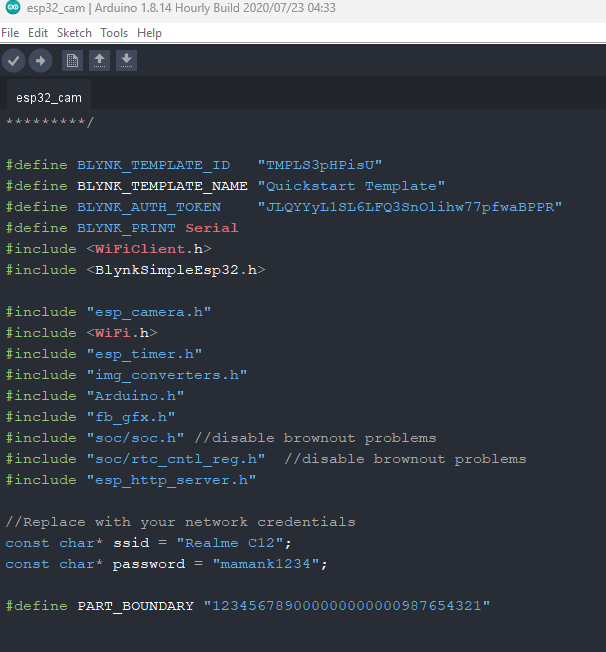 esp32_cam | Arduino 1.8.14 Hourly Build 2020/07/23 04:33
File Edit Sketch Tools Help
esp32_cam
*********/
#define BLYNK_TEMPLATE_ID "TMPLS3pHPisU"
#define BLYNK_TEMPLATE_NAME "Quickstart Template"
#define BLYNK_AUTH_TOKEN "JLQYYyL1SL6LFQ3SnOlihw77pfwaBPPR"
#define BLYNK_PRINT Serial
#include <WiFiClient.h>
#include <BlynkSimpleEsp32.h>
#include "esp_camera.h"
#include <WiFi.h>
#include "esp_timer.h"
#include "img_converters.h"
#include "Arduino.h"
#include "fb_gfx.h"
#include "soc/soc.h" //disable brownout problems
#include "soc/rtc_cntl_reg.h" //disable brownout problems
#include "esp_http_server.h"
//Replace with your network credentials
const char* ssid = "Realme C12";
const char* password = "mamank1234";
#define PART_BOUNDARY "123456789000000000000987654321"